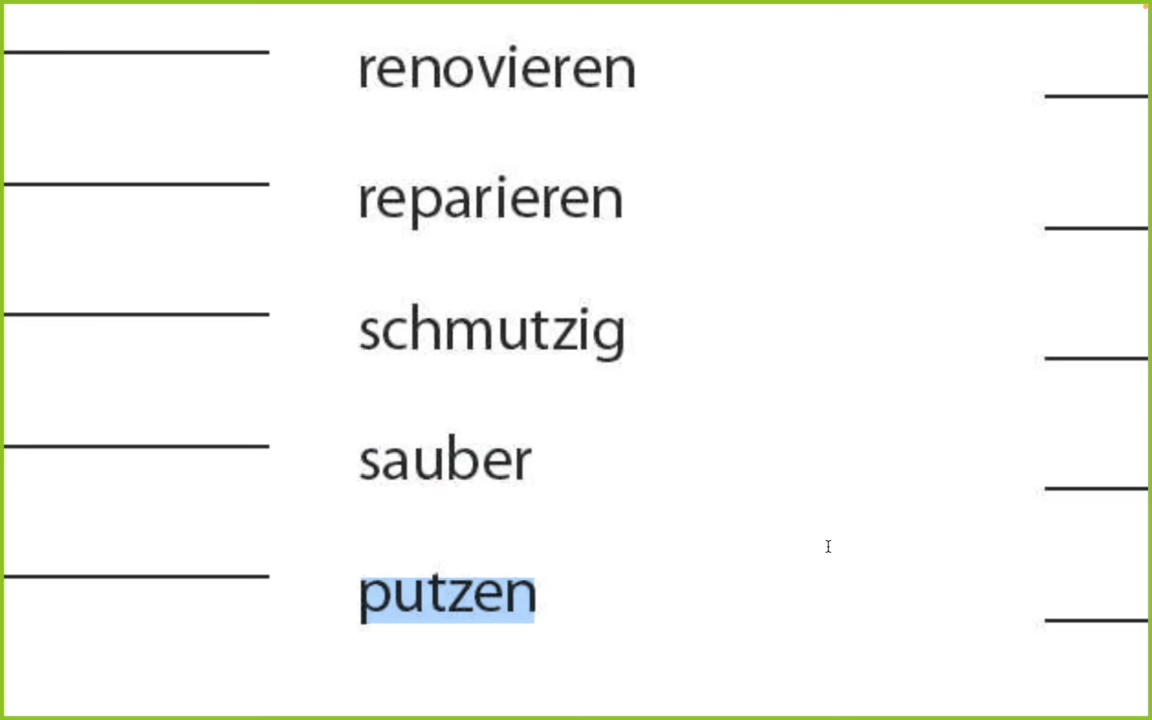 renovieren
reparieren
schmutzig
sauber
putzen